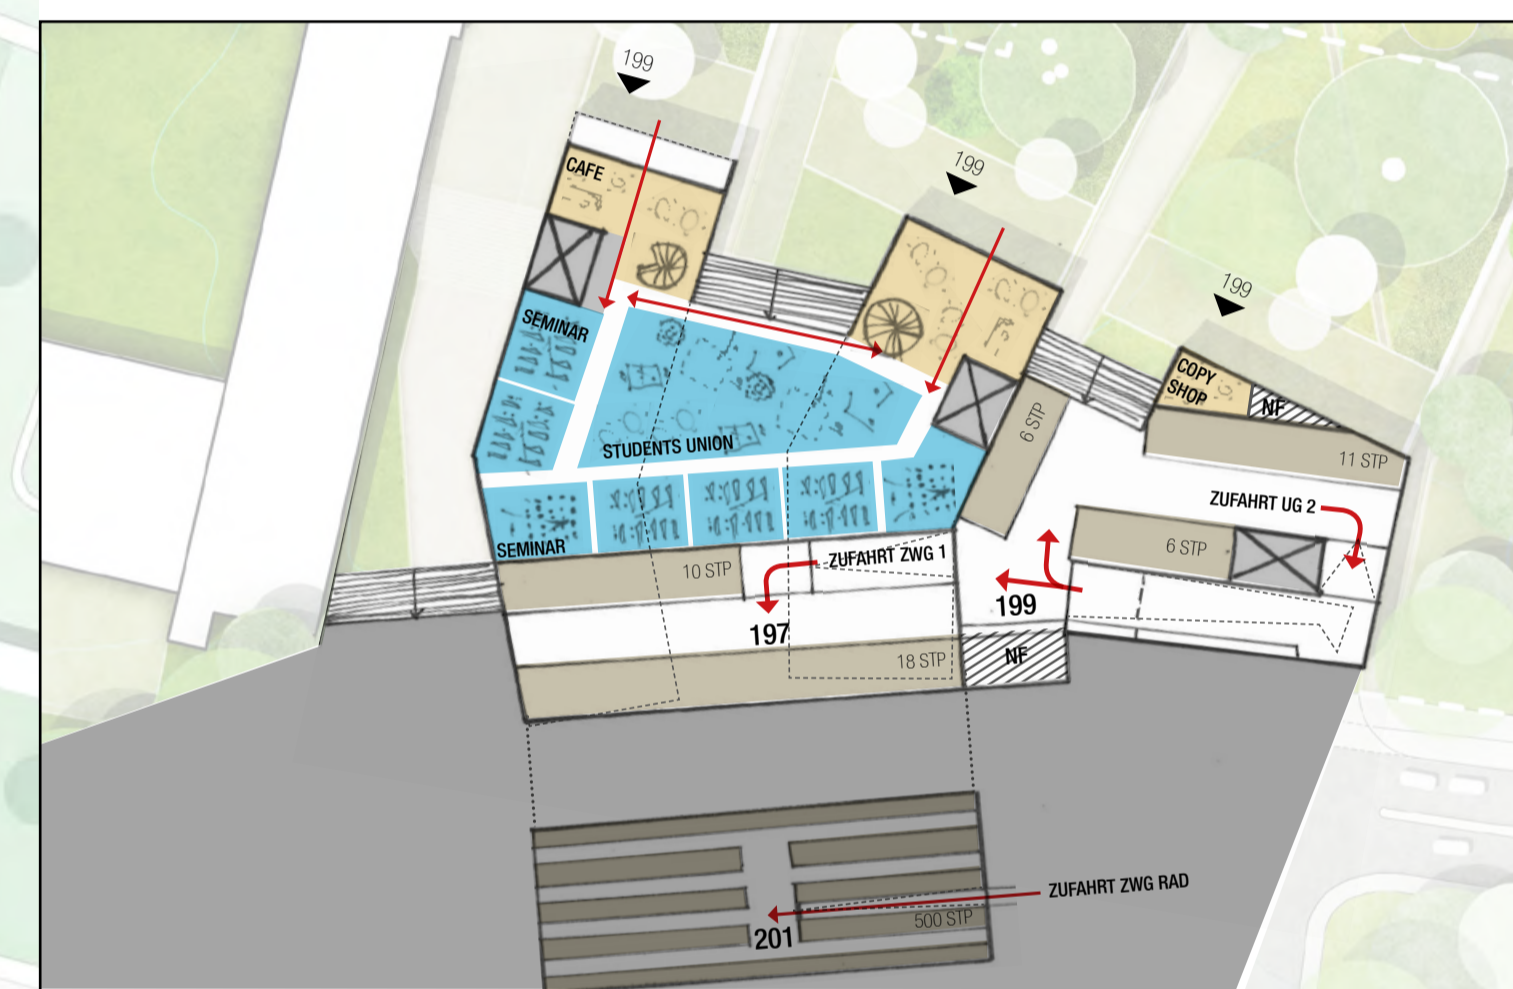 199
CAFE
199
199
SEMINAR
COPY
SHOP
NF
6 STP
11 STP
STUDENTS UNION
ZUFAHRT UG 2
SEMINAR
10 STP
ZUFAHRT ZWG 1
6 STP
199
197
18 STP
NF
ZUFAHRT ZWG RAD
500 STP
201